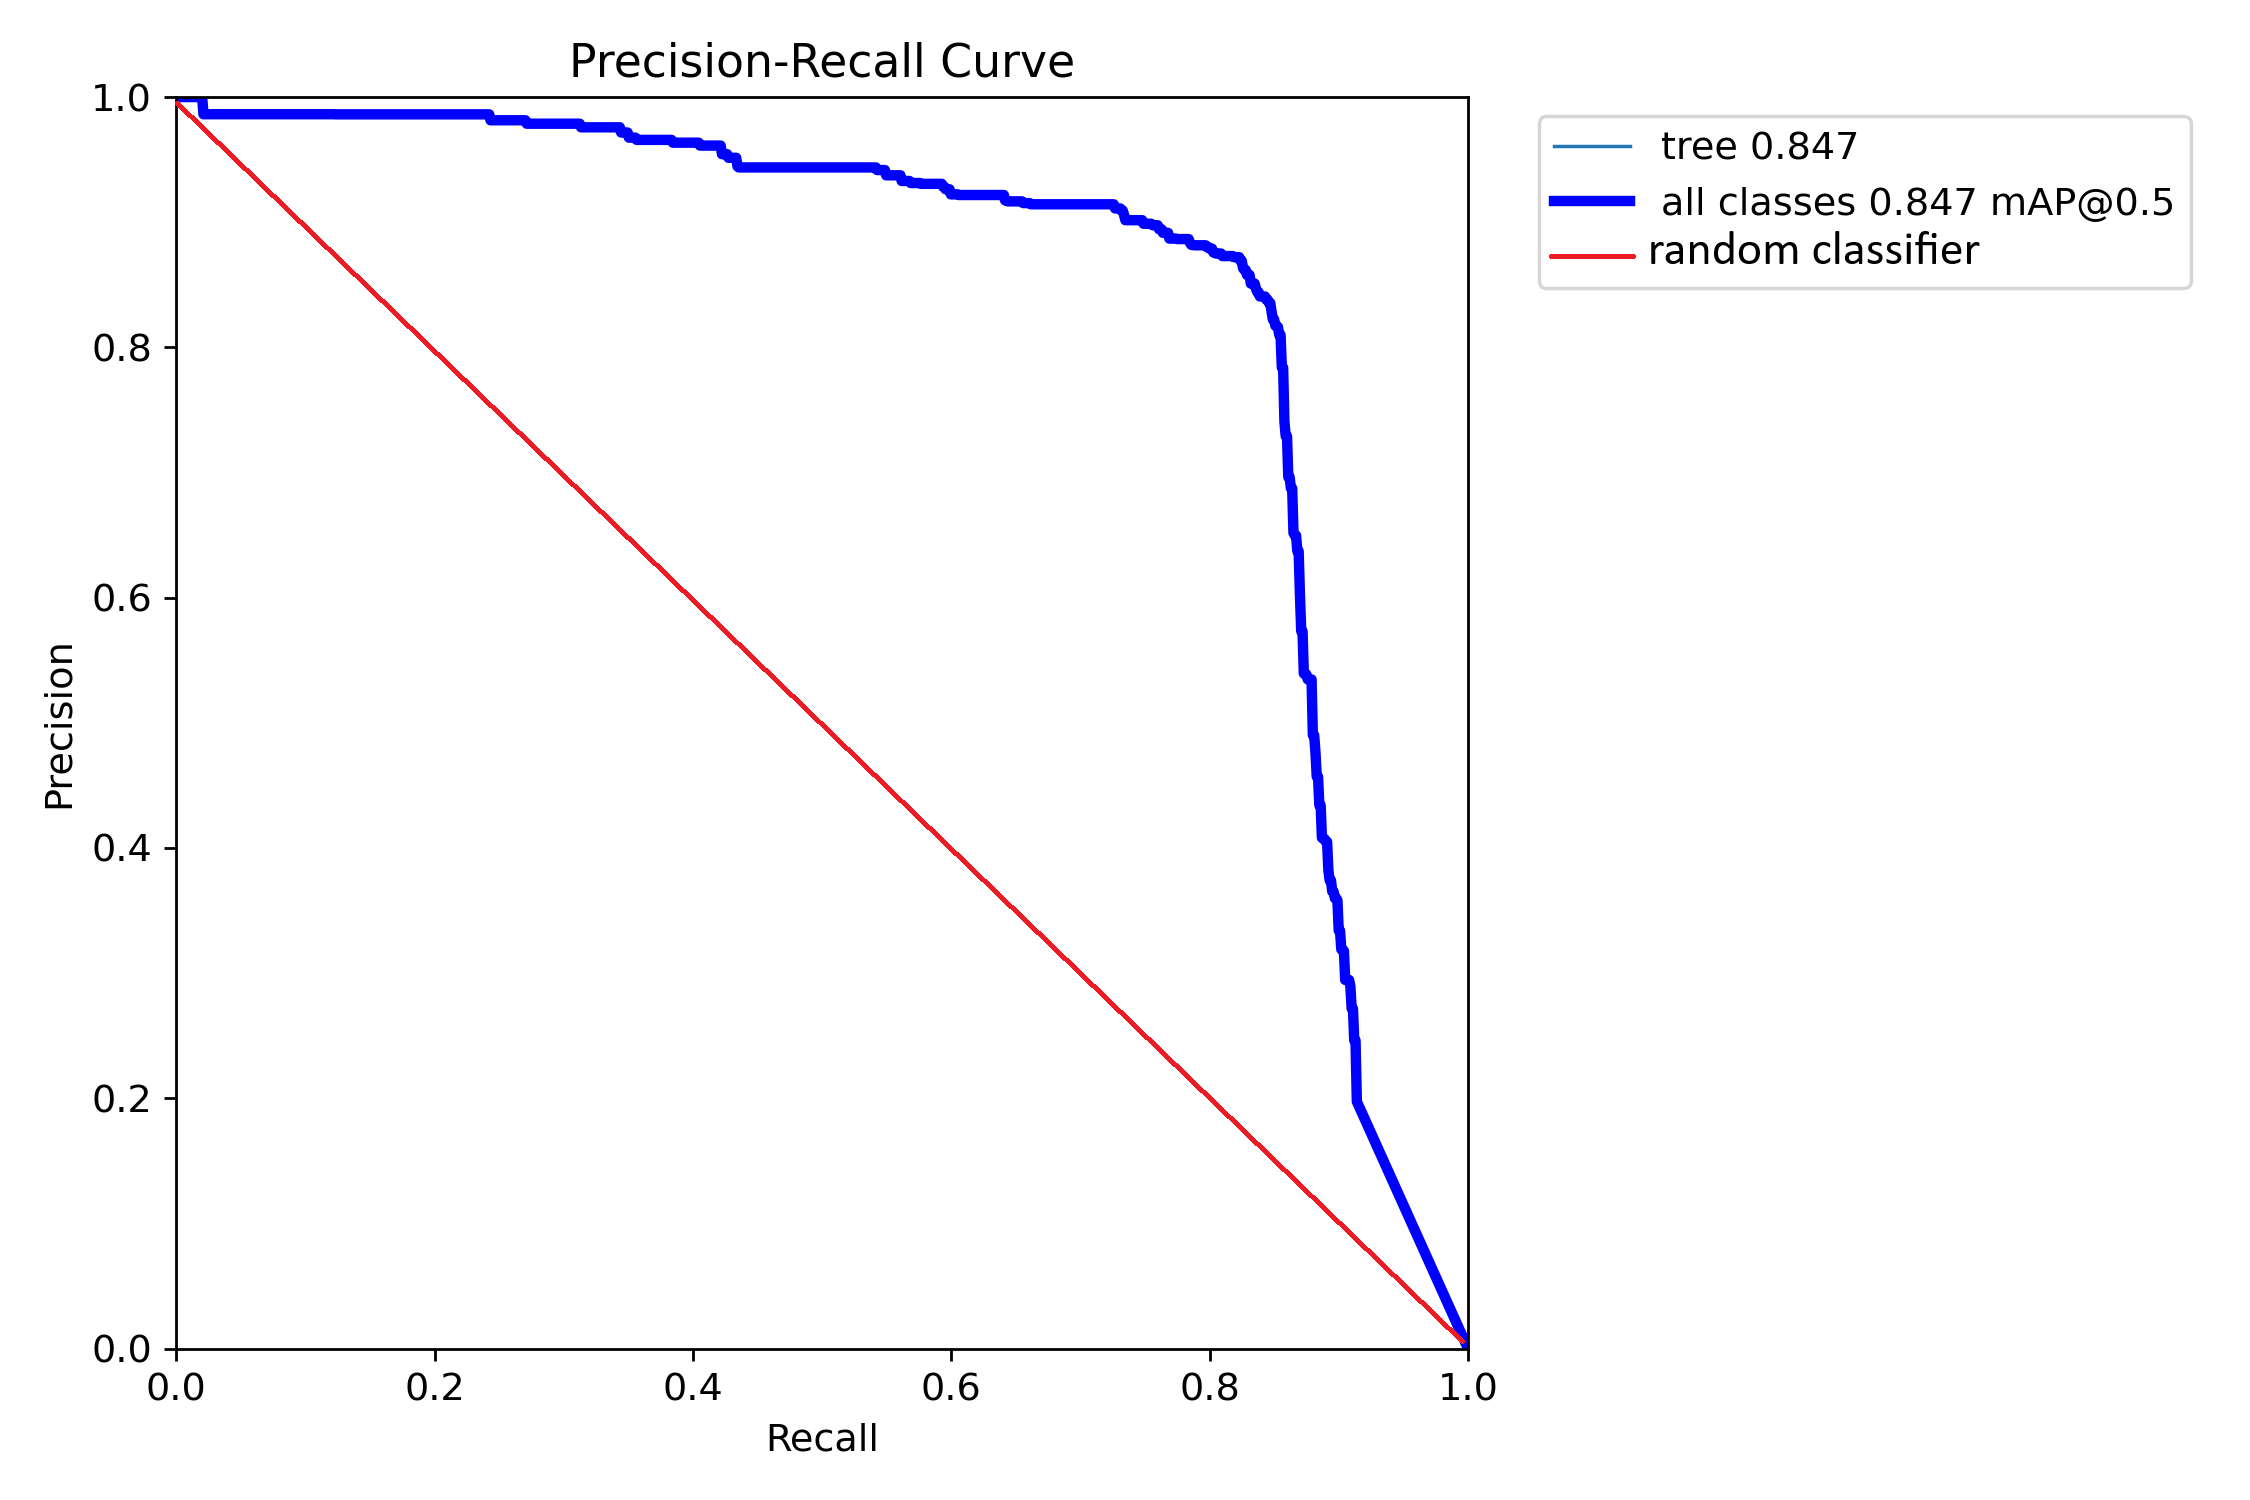 Precision-Recall Curve
1.0
0.8
0.6
0.4
0.2
0.0
Precision
0.0 0.2 0.4 0.6 0.8 1.0
Recall
tree 0.847
all classes 0.847 mAP@0.5
random classifier